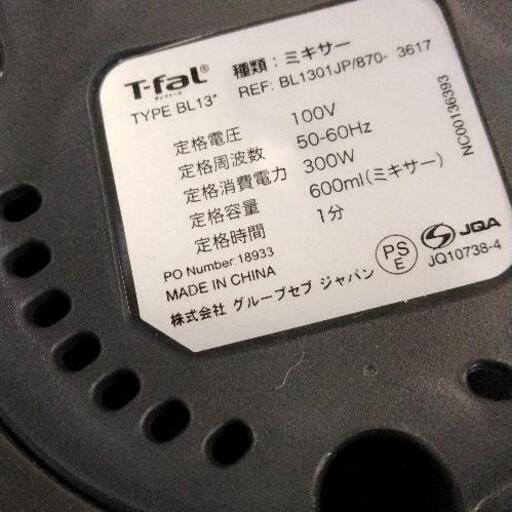 T-fal® 種類：ミキサー
ティファール
TYPE BL13* REF: BL1301JP/870- 3617
定格電圧 100V
定格周波数 50-60Hz
定格消費電力 300W
定格容量 600ml(ミキサー)
定格時間 1分
PO Number:18933
MADE IN CHINA
株式会社 グループセブ ジャパン
PS
E
JQA
JQ10738-4
NC00136393